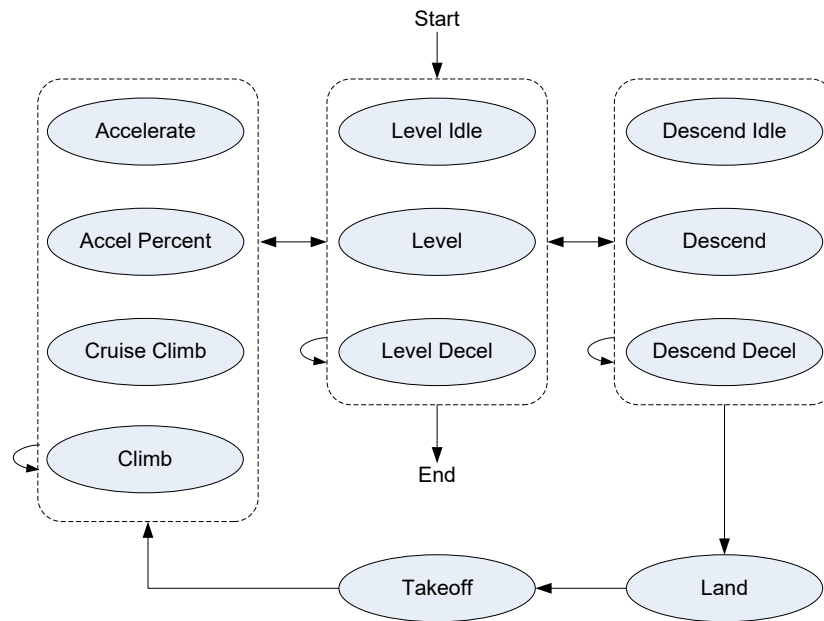 Start
Accelerate
Level Idle
Descend Idle
Accel Percent
Level
Descend
Cruise Climb
Level Decel
Descend Decel
Climb
End
Takeoff
Land